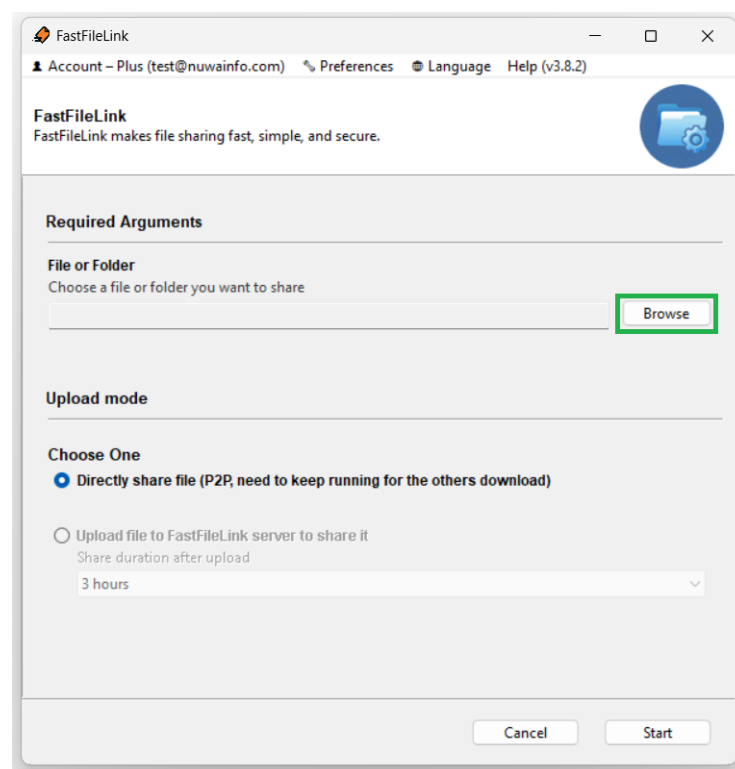 FastFileLink
Account – Plus (test@nuwainfo.com) Preferences Language Help (v3.8.2)
FastFileLink
FastFileLink makes file sharing fast, simple, and secure.
Required Arguments
File or Folder
Choose a file or folder you want to share
Browse
Upload mode
Choose One
Directly share file (P2P, need to keep running for the others download)
Upload file to FastFileLink server to share it
Share duration after upload
3 hours
Cancel Start